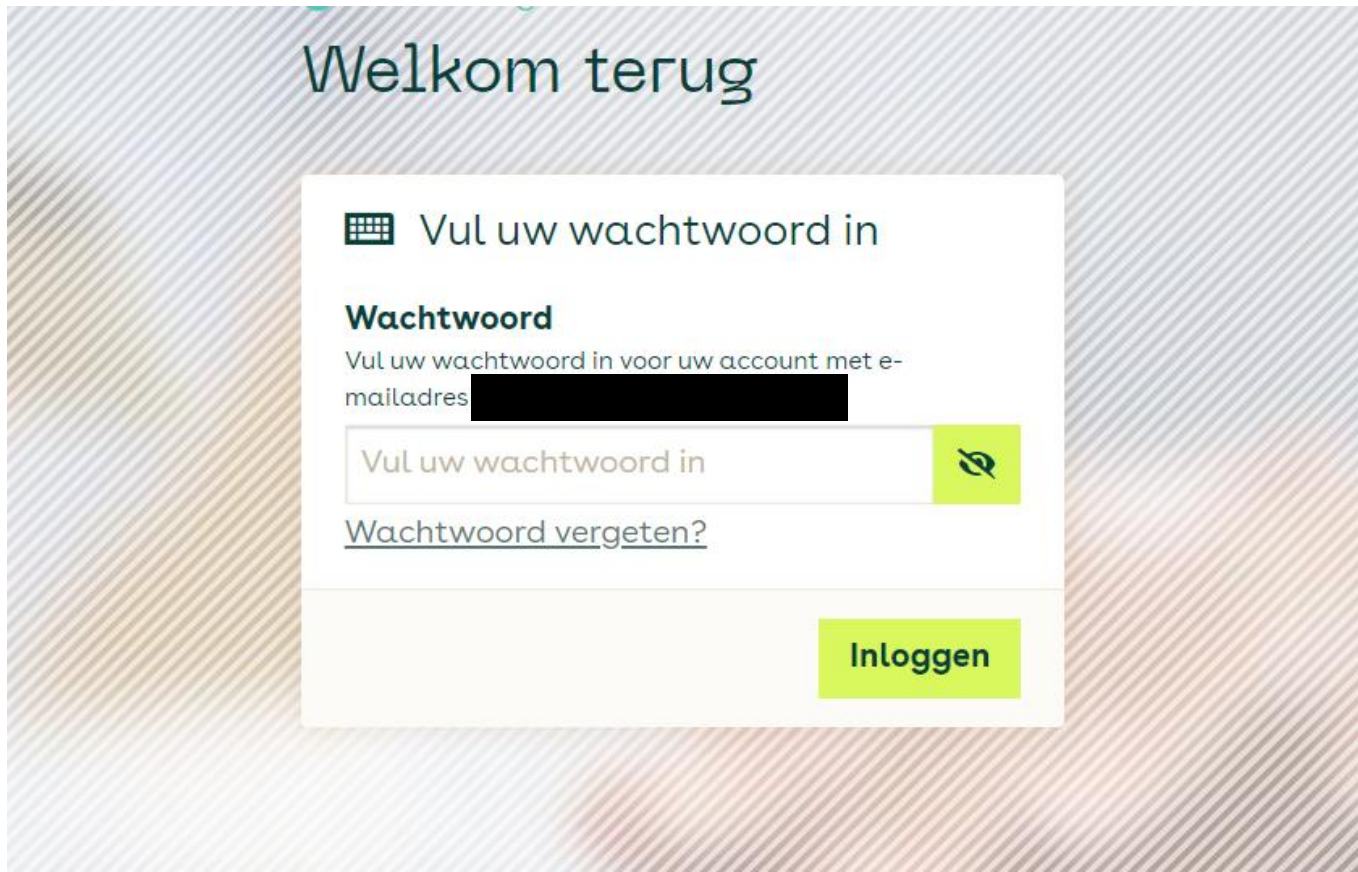 Welkom terug
Vul uw wachtwoord in
Wachtwoord
Vul uw wachtwoord in voor uw account met e-
mailadres
Vul uw wachtwoord in
Wachtwoord vergeten?
Inloggen